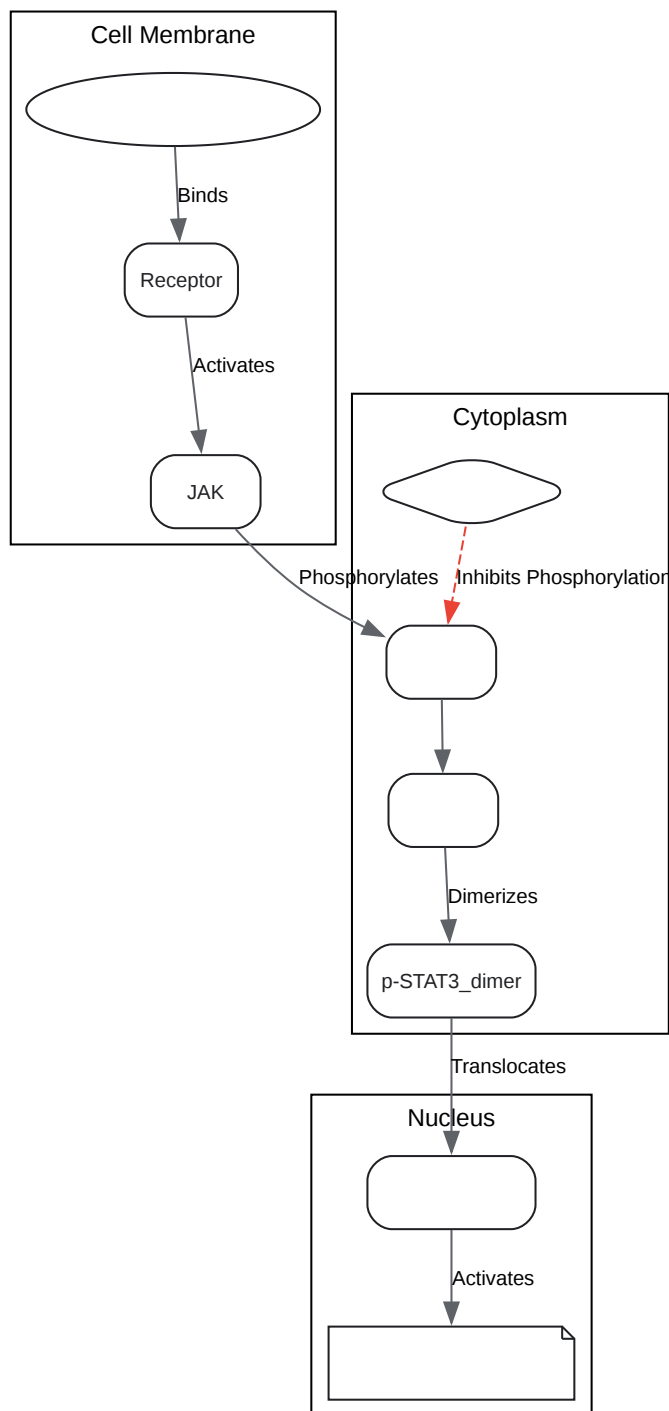 Cell Membrane
Binds
Receptor
Activates
JAK
Cytoplasm
Phosphorylates
Inhibits Phosphorylation
Dimerizes
p-STAT3_dimer
Translocates
Nucleus
Activates